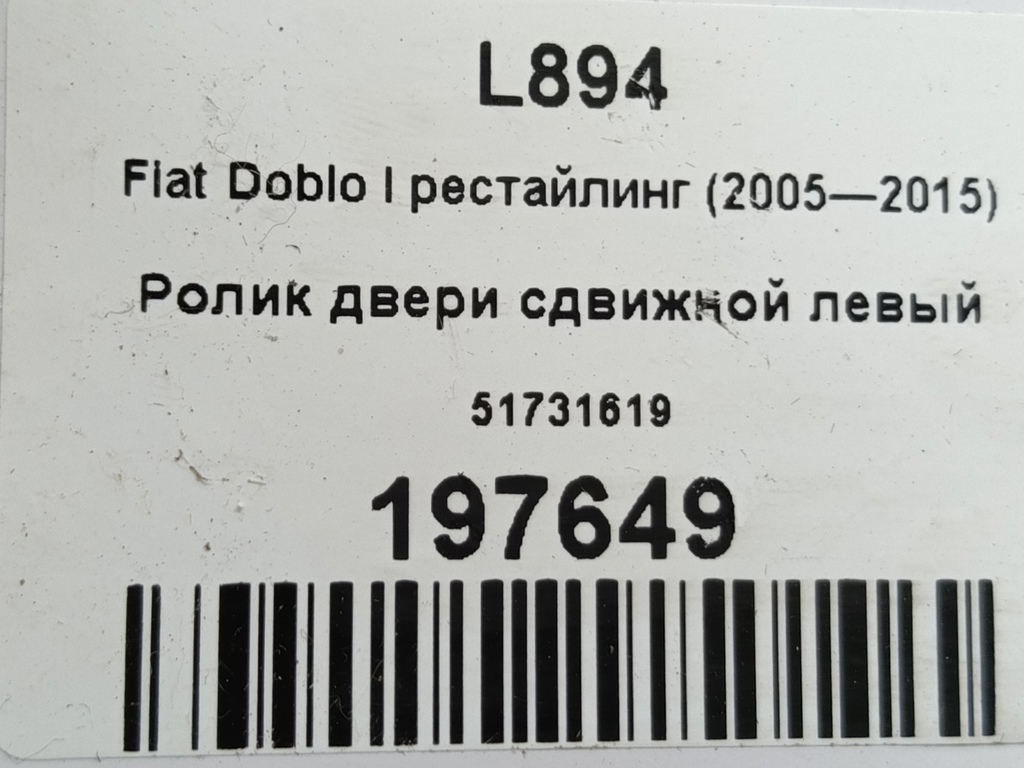 L894
Fiat Doblo I рестайлинг (2005—2015)
Ролик двери сдвижной левый
51731619
197649